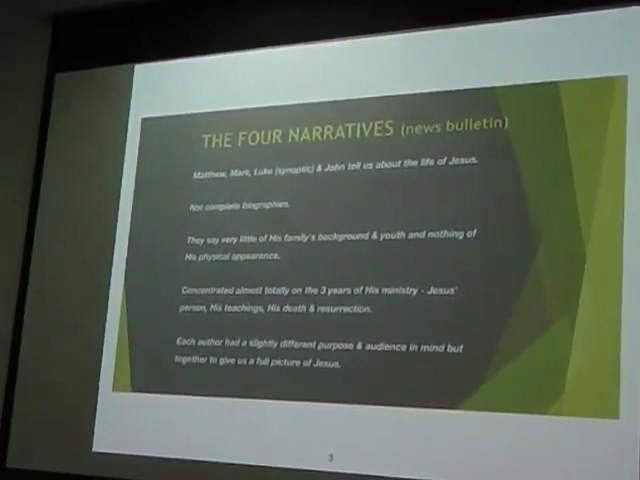 THE FOUR NARRATIVES (news bulletin)
Matthew, Mark, Luke (synoptic) & John tell us about the life of Jesus.
Not complete biographies.
They say very little of His family's background & youth and nothing of
His physical appearance.
Concentrated almost totally on the 3 years of His ministry - Jesus'
person, His teachings, His death & resurrection.
Each author had a slightly different purpose & audience in mind but
together to give us a full picture of Jesus.
3